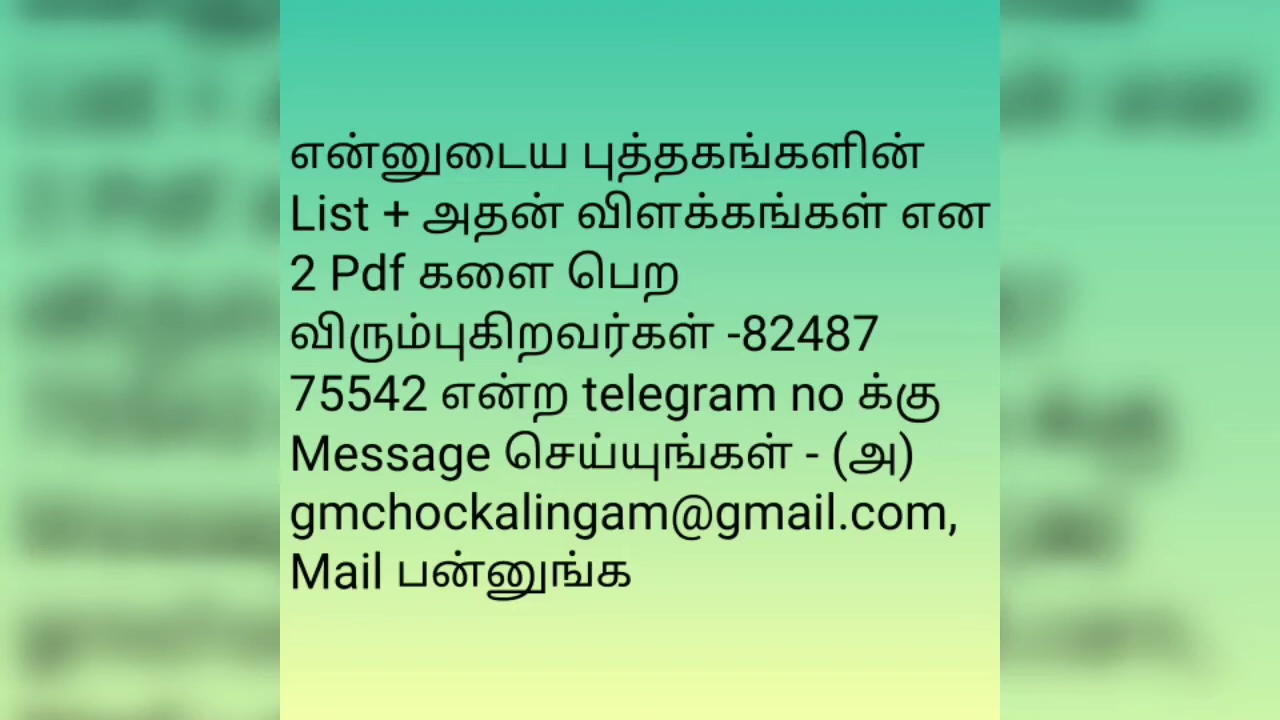 என்னுடைய புத்தகங்களின்
List + அதன் விளக்கங்கள் என
2 Pdf களை பெற
விரும்புகிறவர்கள் -82487
75542 என்ற telegram no க்கு
Message செய்யுங்கள் - (அ)
gmchockalingam@gmail.com,
Mail பன்னுங்க